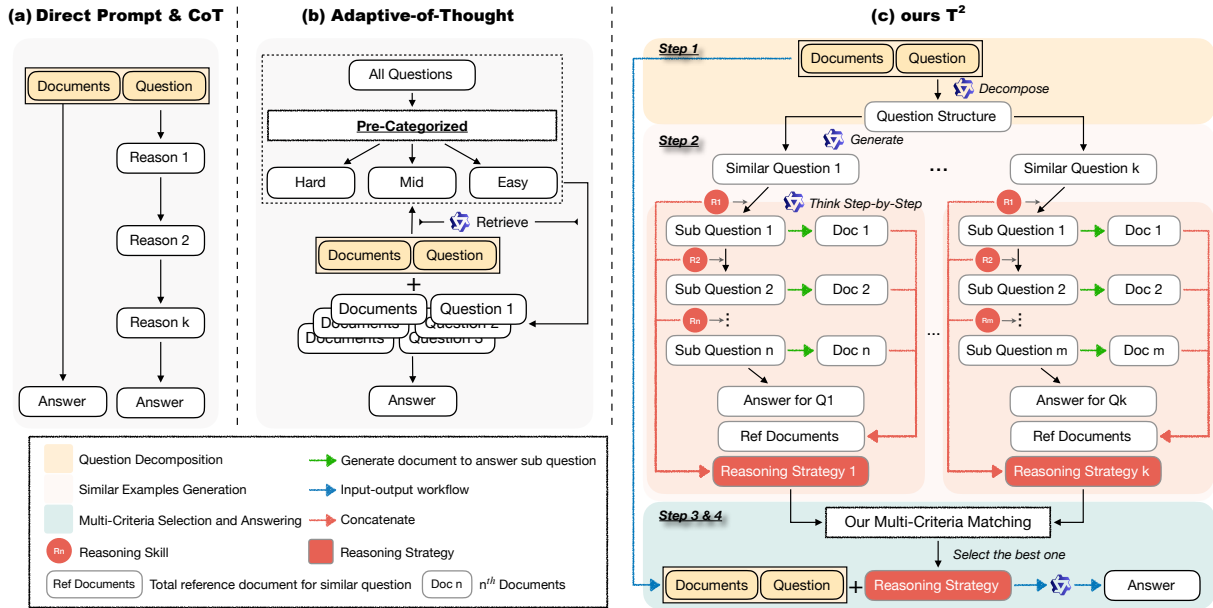 (a) Direct Prompt & CoT
Documents
Question
Reason 1
Reason 2
Reason k
Answer
Answer
(b) Adaptive-of-Thought
All Questions
Pre-Categorized
Hard
Mid
Easy
Retrieve
Documents
Question
+
Documents
Question 1
Documents
Question 2
Documents
Question 3
Answer
(c) ours T²
Step 1
Documents
Question
Decompose
Question Structure
Step 2
Generate
Similar Question 1
...
Similar Question k
R1
Think Step-by-Step
R1
Sub Question 1
Doc 1
Sub Question 1
Doc 1
R2
R2
Sub Question 2
Doc 2
Sub Question 2
Doc 2
Rn
⋮
...
Rm
⋮
Sub Question n
Doc n
Sub Question m
Doc m
Answer for Q1
Answer for Qk
Ref Documents
Ref Documents
Reasoning Strategy 1
Reasoning Strategy k
Step 3 & 4
Our Multi-Criteria Matching
Select the best one
Documents
Question
+
Reasoning Strategy
Answer
Question Decomposition
Generate document to answer sub question
Similar Examples Generation
Input-output workflow
Multi-Criteria Selection and Answering
Concatenate
Rn
Reasoning Skill
Reasoning Strategy
Ref Documents
Total reference document for similar question
Doc n
nᵗʰ Documents